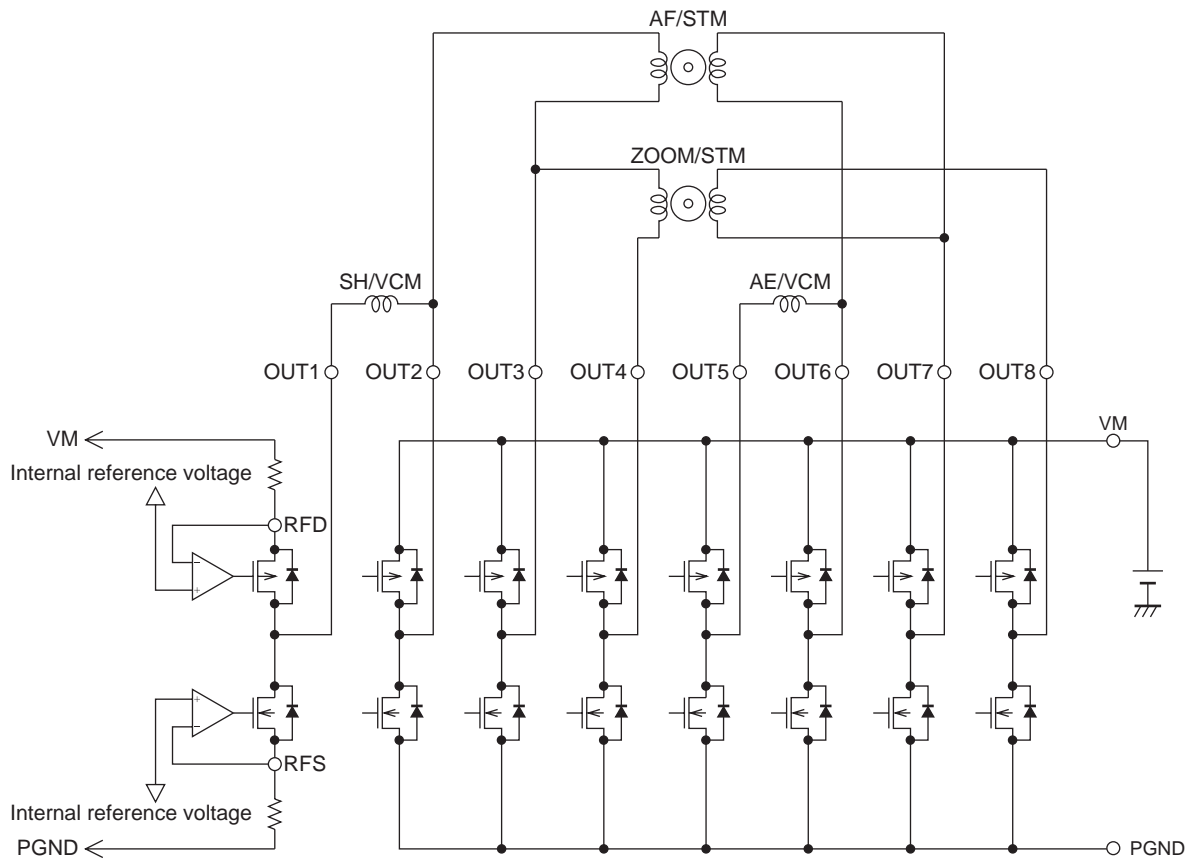 AF/STM
ZOOM/STM
SH/VCM
AE/VCM
OUT1
OUT2
OUT3
OUT4
OUT5
OUT6
OUT7
OUT8
VM
VM
Internal reference voltage
RFD
−
+
+
−
RFS
Internal reference voltage
PGND
PGND